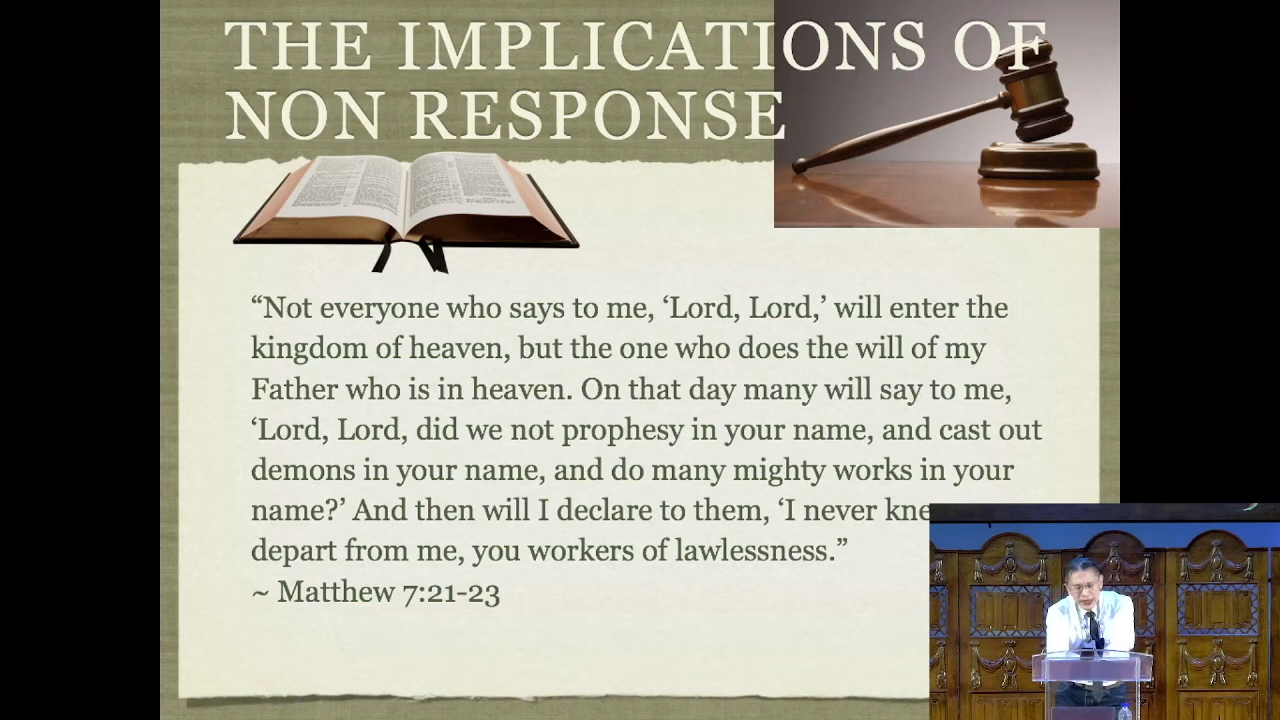 THE IMPLICATIONS OF
NON RESPONSE
“Not everyone who says to me, ‘Lord, Lord,’ will enter the
kingdom of heaven, but the one who does the will of my
Father who is in heaven. On that day many will say to me,
‘Lord, Lord, did we not prophesy in your name, and cast out
demons in your name, and do many mighty works in your
name?’ And then will I declare to them, ‘I never
depart from me, you workers of lawlessness.”
~ Matthew 7:21-23